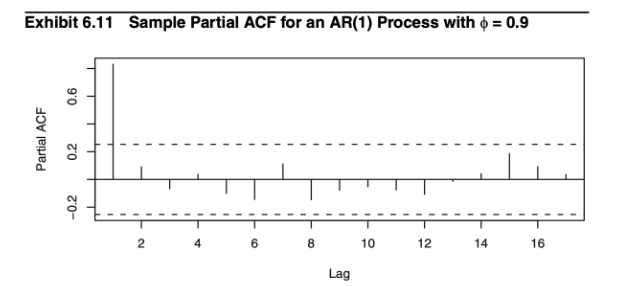 Exhibit 6.11 Sample Partial ACF for an AR(1) Process with ϕ = 0.9
Partial ACF
0.6
0.2
−0.2
2 4 6 8 10 12 14 16
Lag